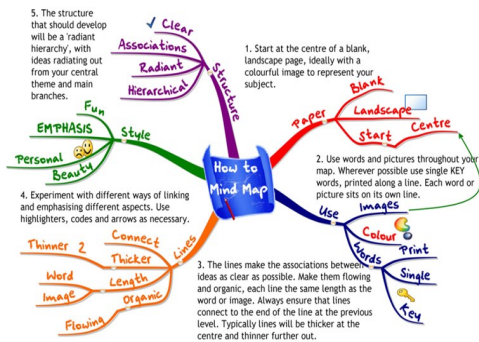 5. The structure
that should develop
will be a 'radiant
hierarchy', with
ideas radiating out
from your central
theme and main
branches.
Clear
Associations
Radiant
Hierarchical
Structure
1. Start at the centre of a blank,
landscape page, ideally with a
colourful image to represent your
subject.
Blank
Landscape
Paper
Centre
Start
Fun
EMPHASIS
Style
Personal
Beauty
How to
Mind Map
2. Use words and pictures throughout your
map. Wherever possible use single KEY
words, printed along a line. Each word or
picture sits on its own line.
4. Experiment with different ways of linking
and emphasising different aspects. Use
highlighters, codes and arrows as necessary.
Use
Images
Colour
Words
Print
Single
Key
Connect
Thinner 2
Thicker
Lines
Word
Length
Image
Organic
Flowing
3. The lines make the associations between
ideas as clear as possible. Make them flowing
and organic, each line the same length as the
word or image. Always ensure that lines
connect to the end of the line at the previous
level. Typically lines will be thicker at the
centre and thinner further out.